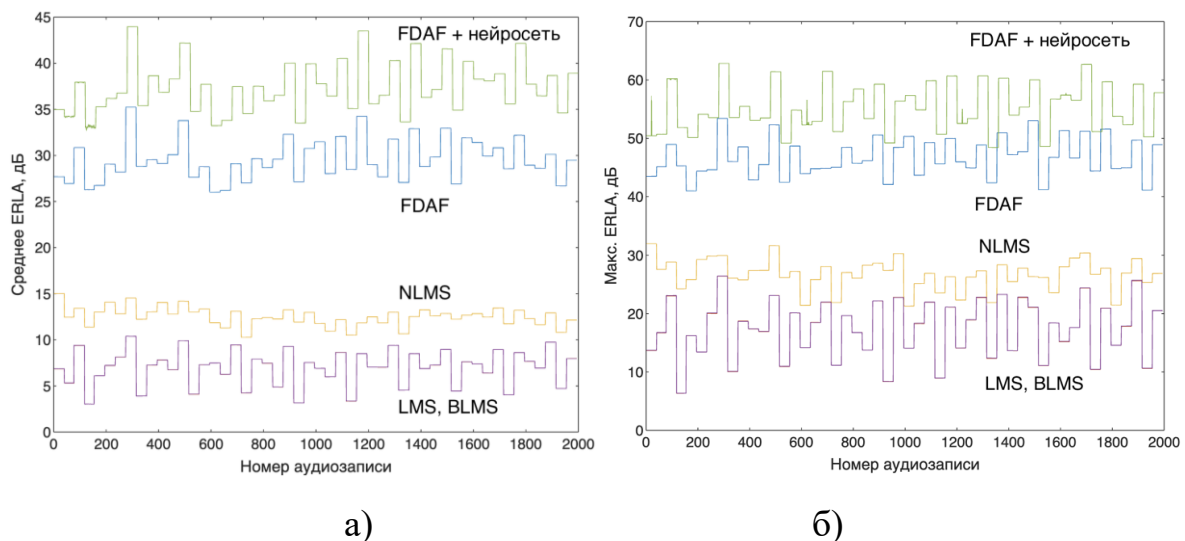 FDAF + нейросеть
FDAF
NLMS
LMS, BLMS
Среднее ERLA, дБ
45
40
35
30
25
20
15
10
5
0
0 200 400 600 800 1000 1200 1400 1600 1800 2000
Номер аудиозаписи
а)
FDAF + нейросеть
FDAF
NLMS
LMS, BLMS
Макс. ERLA, дБ
70
60
50
40
30
20
10
0
0 200 400 600 800 1000 1200 1400 1600 1800 2000
Номер аудиозаписи
б)